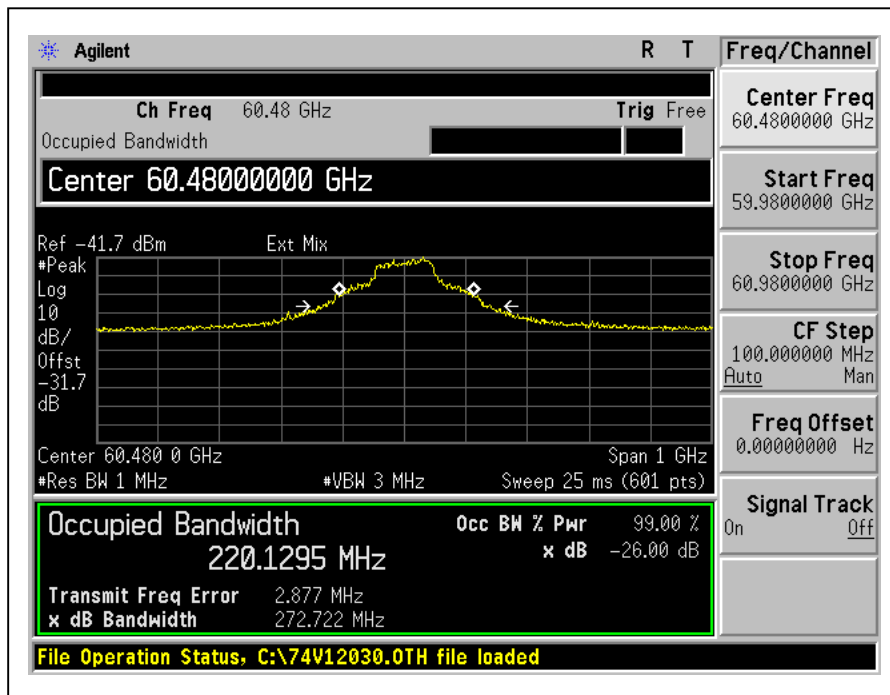 Agilent R T
Freq/Channel
Ch Freq 60.48 GHz Trig Free
Occupied Bandwidth
Center 60.48000000 GHz
Ref -41.7 dBm Ext Mix
#Peak
Log
10
dB/
Offst
-31.7
dB
Center 60.480 0 GHz Span 1 GHz
#Res BW 1 MHz #VBW 3 MHz Sweep 25 ms (601 pts)
Occupied Bandwidth Occ BW % Pwr 99.00 %
220.1295 MHz x dB -26.00 dB
Transmit Freq Error 2.877 MHz
x dB Bandwidth 272.722 MHz
File Operation Status, C:\74V12030.OTH file loaded
Center Freq
60.4800000 GHz
Start Freq
59.9800000 GHz
Stop Freq
60.9800000 GHz
CF Step
100.000000 MHz
Auto Man
Freq Offset
0.00000000 Hz
Signal Track
On Off